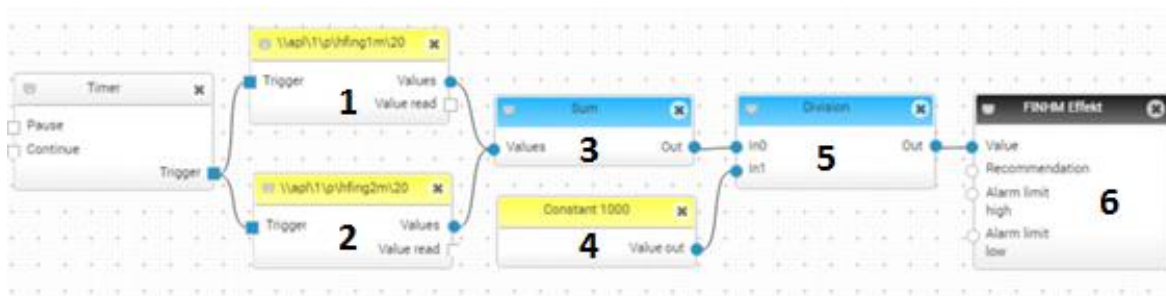 Timer
Pause
Continue
Trigger
\\apl\1\p\hfing1m\20
Trigger
Values
1
Value read
\\apl\1\p\hfing2m\20
Trigger
Values
2
Value read
Sum
Values
3
Out
Constant 1000
4
Value out
Division
In0
Out
In1
5
FINHM Effekt
Value
Recommendation
Alarm limit
high
6
Alarm limit
low